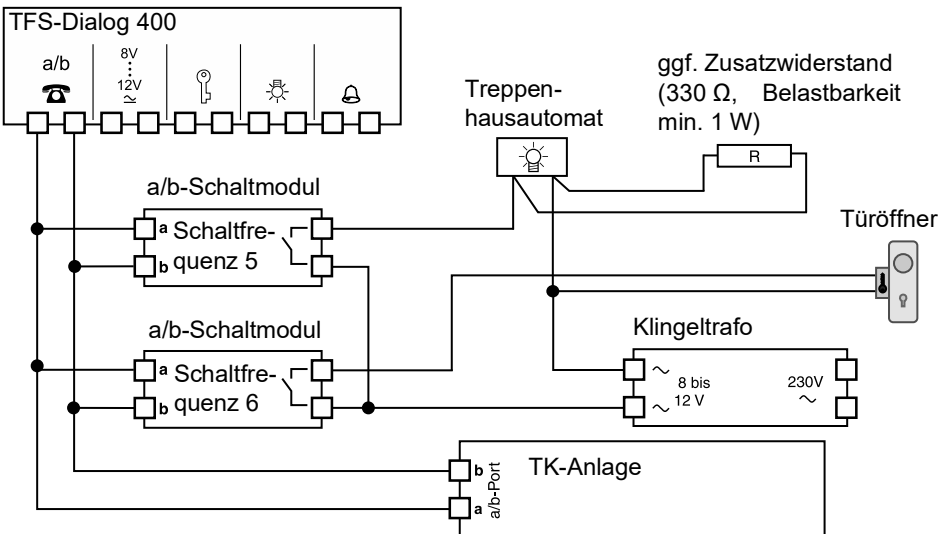 TFS-Dialog 400
a/b
8V
12V
Treppen-
hausautomat
ggf. Zusatzwiderstand
(330 Ω, Belastbarkeit
min. 1 W)
R
a/b-Schaltmodul
a Schaltfre-
b quenz 5
Türöffner
a/b-Schaltmodul
a Schaltfre-
b quenz 6
Klingeltrafo
8 bis
12 V
230V
TK-Anlage
b
a
a/b-Port